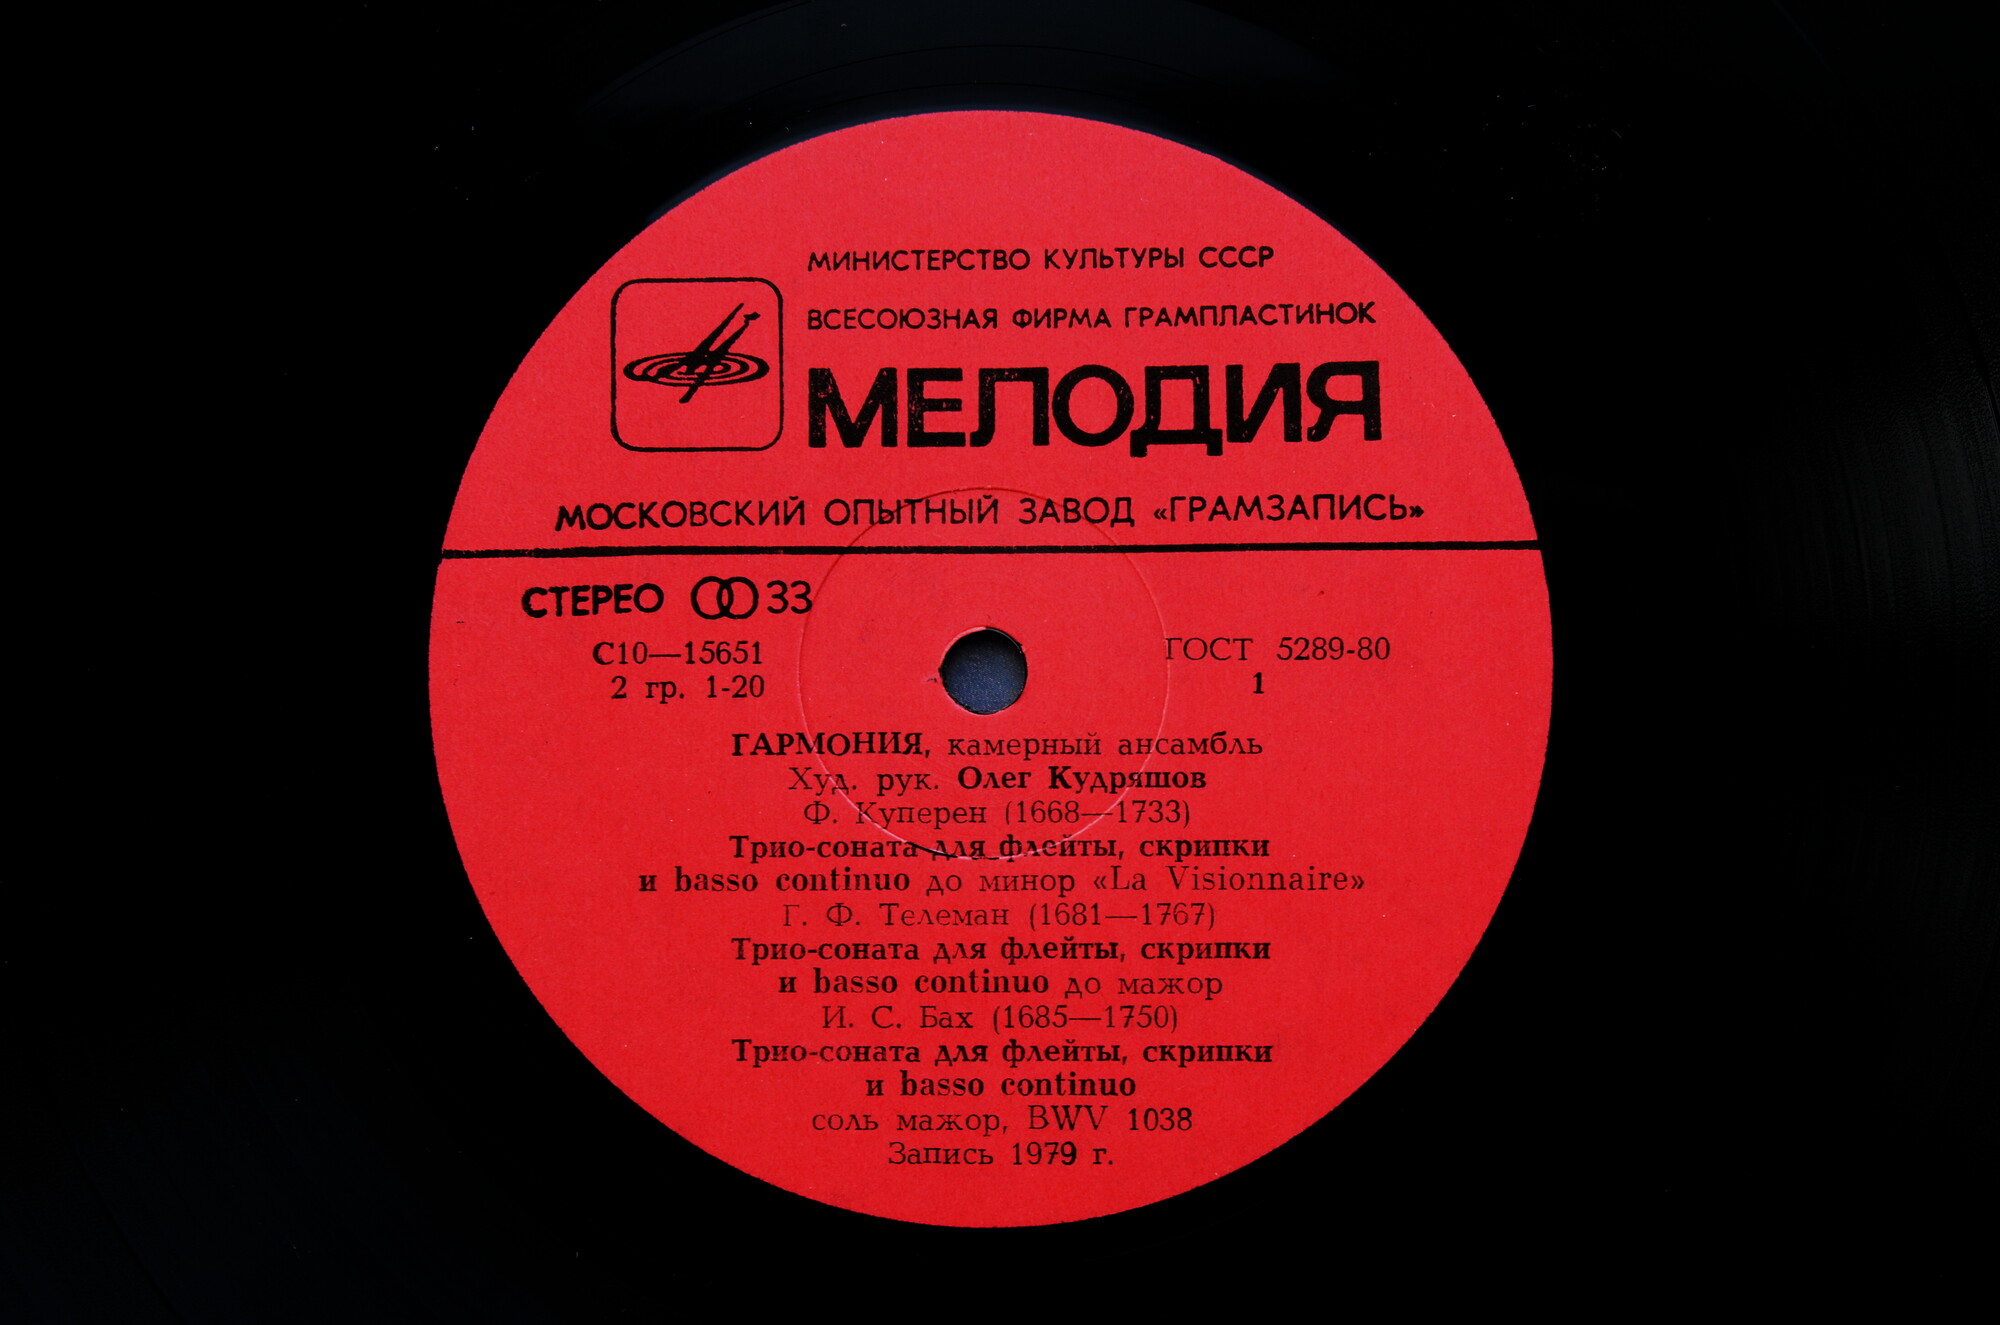 МИНИСТЕРСТВО КУЛЬТУРЫ СССР
ВСЕСОЮЗНАЯ ФИРМА ГРАМПЛАСТИНОК
МЕЛОДИЯ
МОСКОВСКИЙ ОПЫТНЫЙ ЗАВОД «ГРАМЗАПИСЬ»
СТЕРЕО 33
С10—15651 ГОСТ 5289-80
2 гр. 1-20 1
ГАРМОНИЯ, камерный ансамбль
Худ. рук. Олег Кудряшов
Ф. Куперен (1668—1733)
Трио-соната для флейты, скрипки
и basso continuo до минор «La Visionnaire»
Г. Ф. Телеман (1681—1767)
Трио-соната для флейты, скрипки
и basso continuo до мажор
И. С. Бах (1685—1750)
Трио-соната для флейты, скрипки
и basso continuo
соль мажор, BWV 1038
Запись 1979 г.